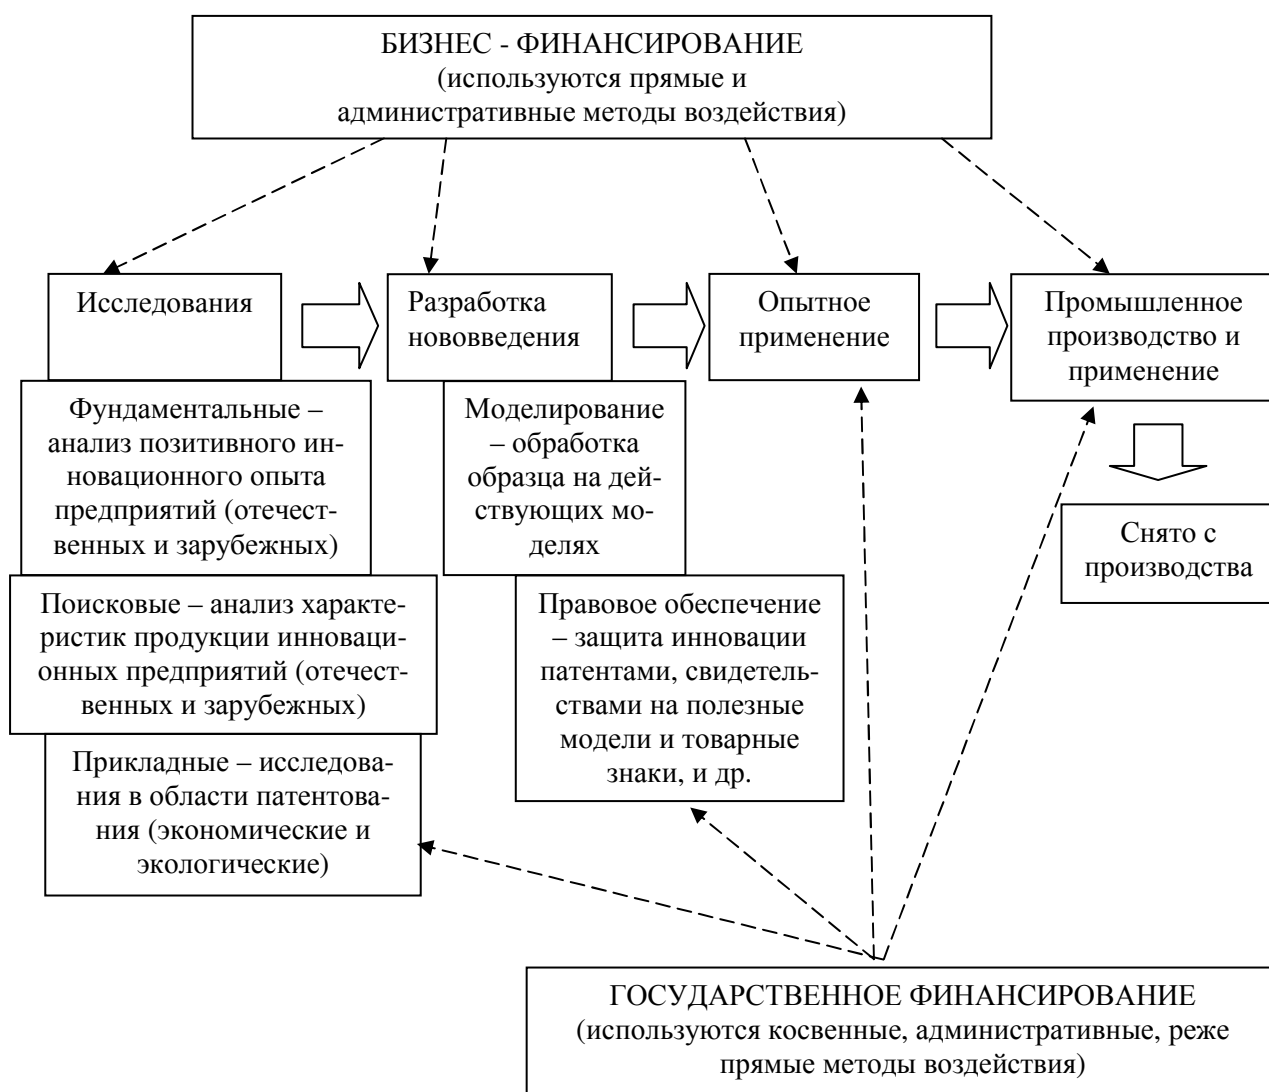 БИЗНЕС - ФИНАНСИРОВАНИЕ
(используются прямые и
административные методы воздействия)
Исследования
Разработка
нововведения
Опытное
применение
Промышленное
производство и
применение
Фундаментальные –
анализ позитивного ин-
новационного опыта
предприятий (отечест-
венных и зарубежных)
Моделирование
– обработка
образца на дей-
ствующих мо-
делях
Снято с
производства
Поисковые – анализ характе-
ристик продукции инноваци-
онных предприятий (отечест-
венных и зарубежных)
Правовое обеспечение
– защита инновации
патентами, свидетель-
ствами на полезные
модели и товарные
знаки, и др.
Прикладные – исследова-
ния в области патентова-
ния (экономические и
экологические)
ГОСУДАРСТВЕННОЕ ФИНАНСИРОВАНИЕ
(используются косвенные, административные, реже
прямые методы воздействия)